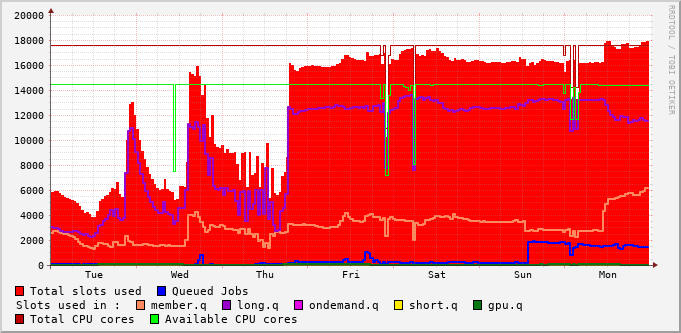 20000
18000
16000
14000
12000
10000
8000
6000
4000
2000
0
Tue Wed Thu Fri Sat Sun Mon
RRDTOOL / TOBI OETIKER
Total slots used Queued Jobs
Slots used in : member.q long.q ondemand.q short.q gpu.q
Total CPU cores Available CPU cores